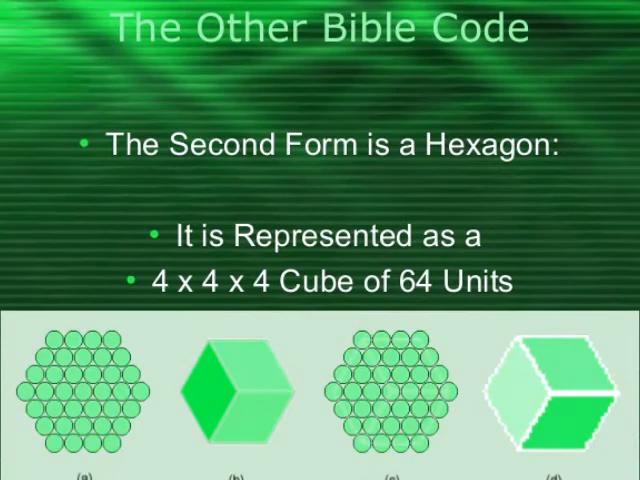 The Other Bible Code
• The Second Form is a Hexagon:
• It is Represented as a
• 4 x 4 x 4 Cube of 64 Units
(a) (b) (c) (d)